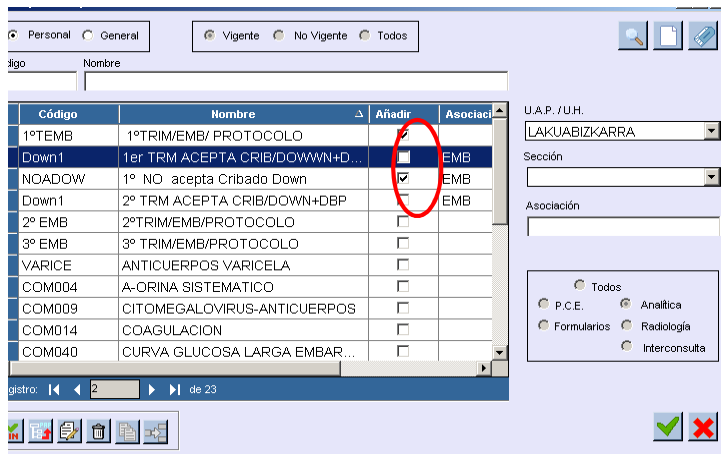 Personal General Vigente No Vigente Todos
digo Nombre
Código Nombre Añadir Asociaci
1ºTEMB 1ºTRIM/EMB/ PROTOCOLO
Down1 1er TRM ACEPTA CRIB/DOWWN+D... EMB
NOADOW 1º NO acepta Cribado Down EMB
Down1 2º TRM ACEPTA CRIB/DOWN+DBP EMB
2º EMB 2ºTRIM/EMB/PROTOCOLO
3º EMB 3º TRIM/EMB/PROTOCOLO
VARICE ANTICUERPOS VARICELA
COM004 A-ORINA SISTEMATICO
COM009 CITOMEGALOVIRUS-ANTICUERPOS
COM014 COAGULACION
COM040 CURVA GLUCOSA LARGA EMBAR...
gistro: 2 de 23
U.A.P. / U.H.
LAKUABIZKARRA
Sección
Asociación
Todos
P.C.E. Analítica
Formularios Radiología
Interconsulta